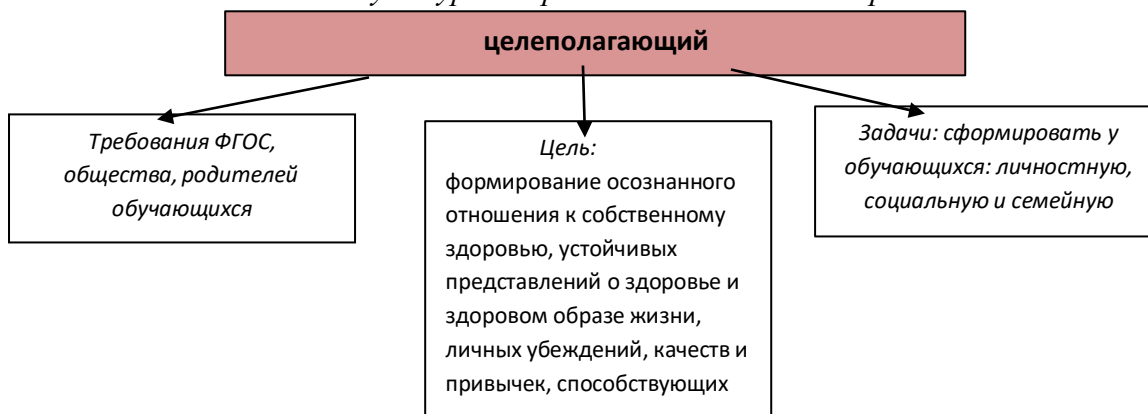 целеполагающий
Требования ФГОС,
общества, родителей
обучающихся
Цель:
формирование осознанного
отношения к собственному
здоровью, устойчивых
представлений о здоровье и
здоровом образе жизни,
личных убеждений, качеств и
привычек, способствующих
Задачи: сформировать у
обучающихся: личностную,
социальную и семейную